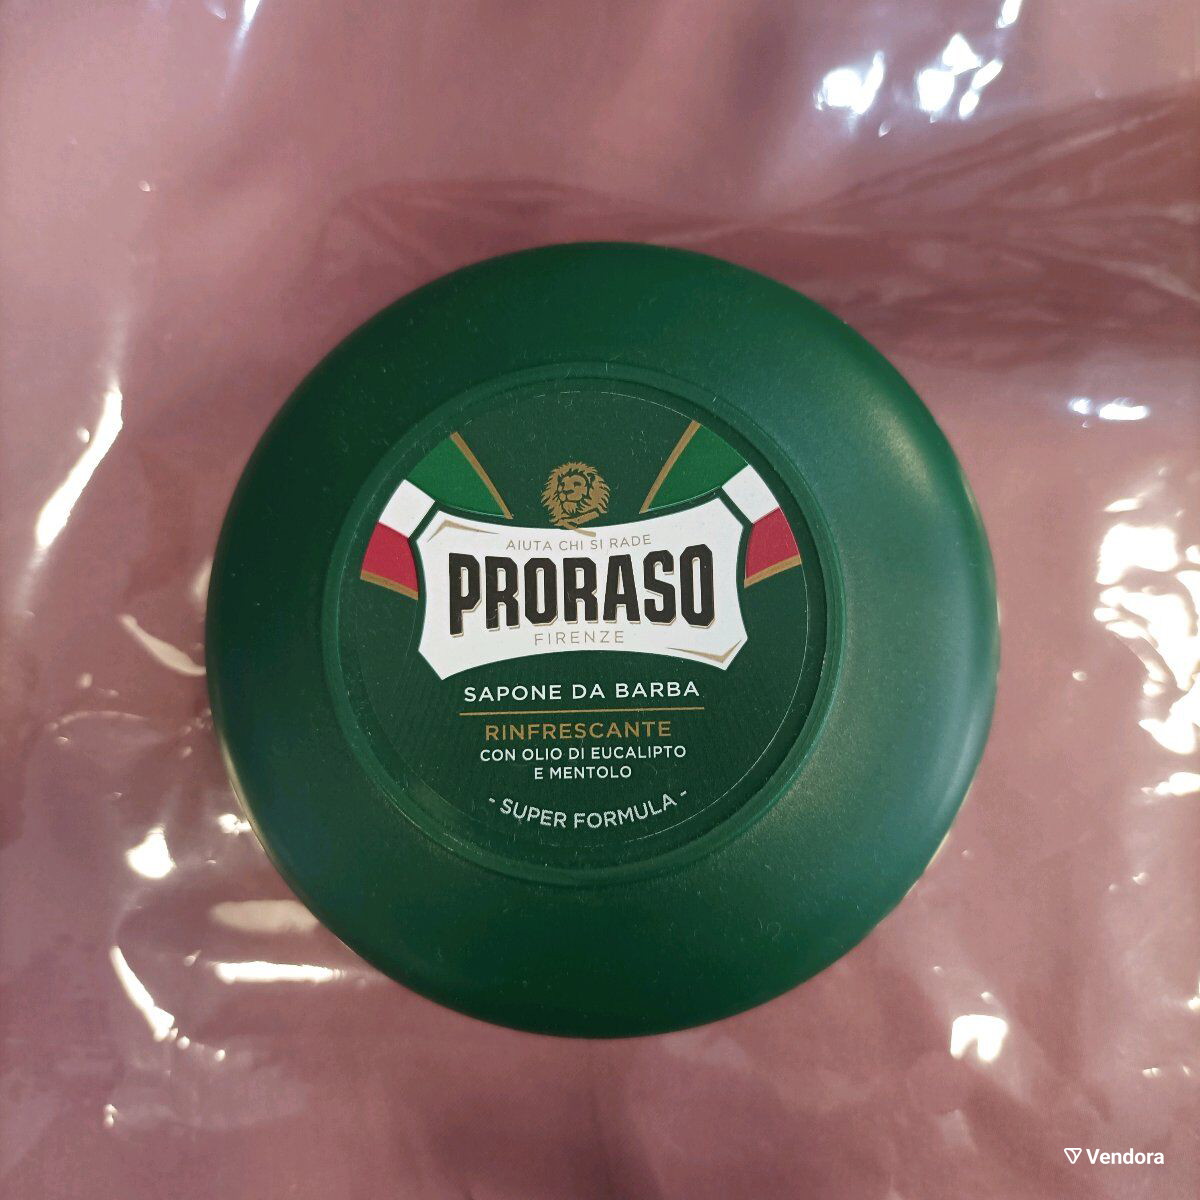 AIUTA CHI SI RADE
PRORASO
FIRENZE
SAPONE DA BARBA
RINFRESCANTE
CON OLIO DI EUCALIPTO
E MENTOLO
- SUPER FORMULA -
Vendora